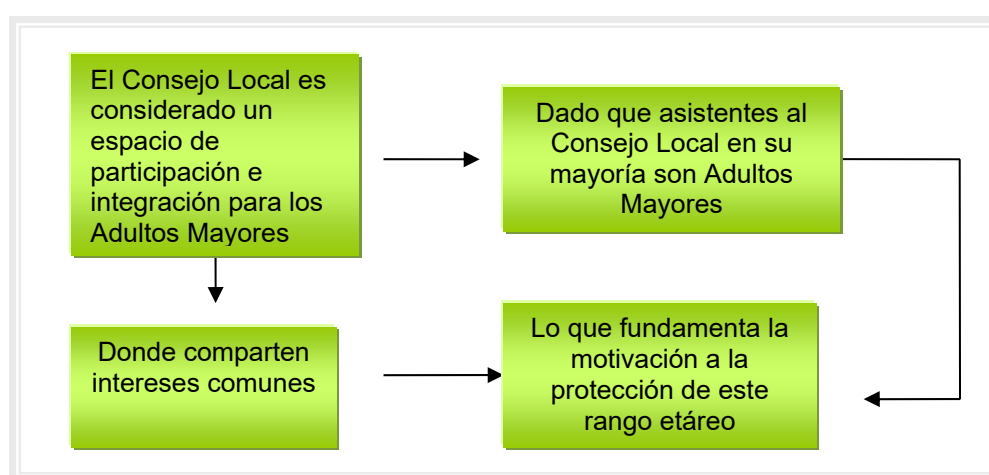 El Consejo Local es
considerado un
espacio de
participación e
integración para los
Adultos Mayores
Dado que asistentes al
Consejo Local en su
mayoría son Adultos
Mayores
Donde comparten
intereses comunes
Lo que fundamenta la
motivación a la
protección de este
rango etáreo